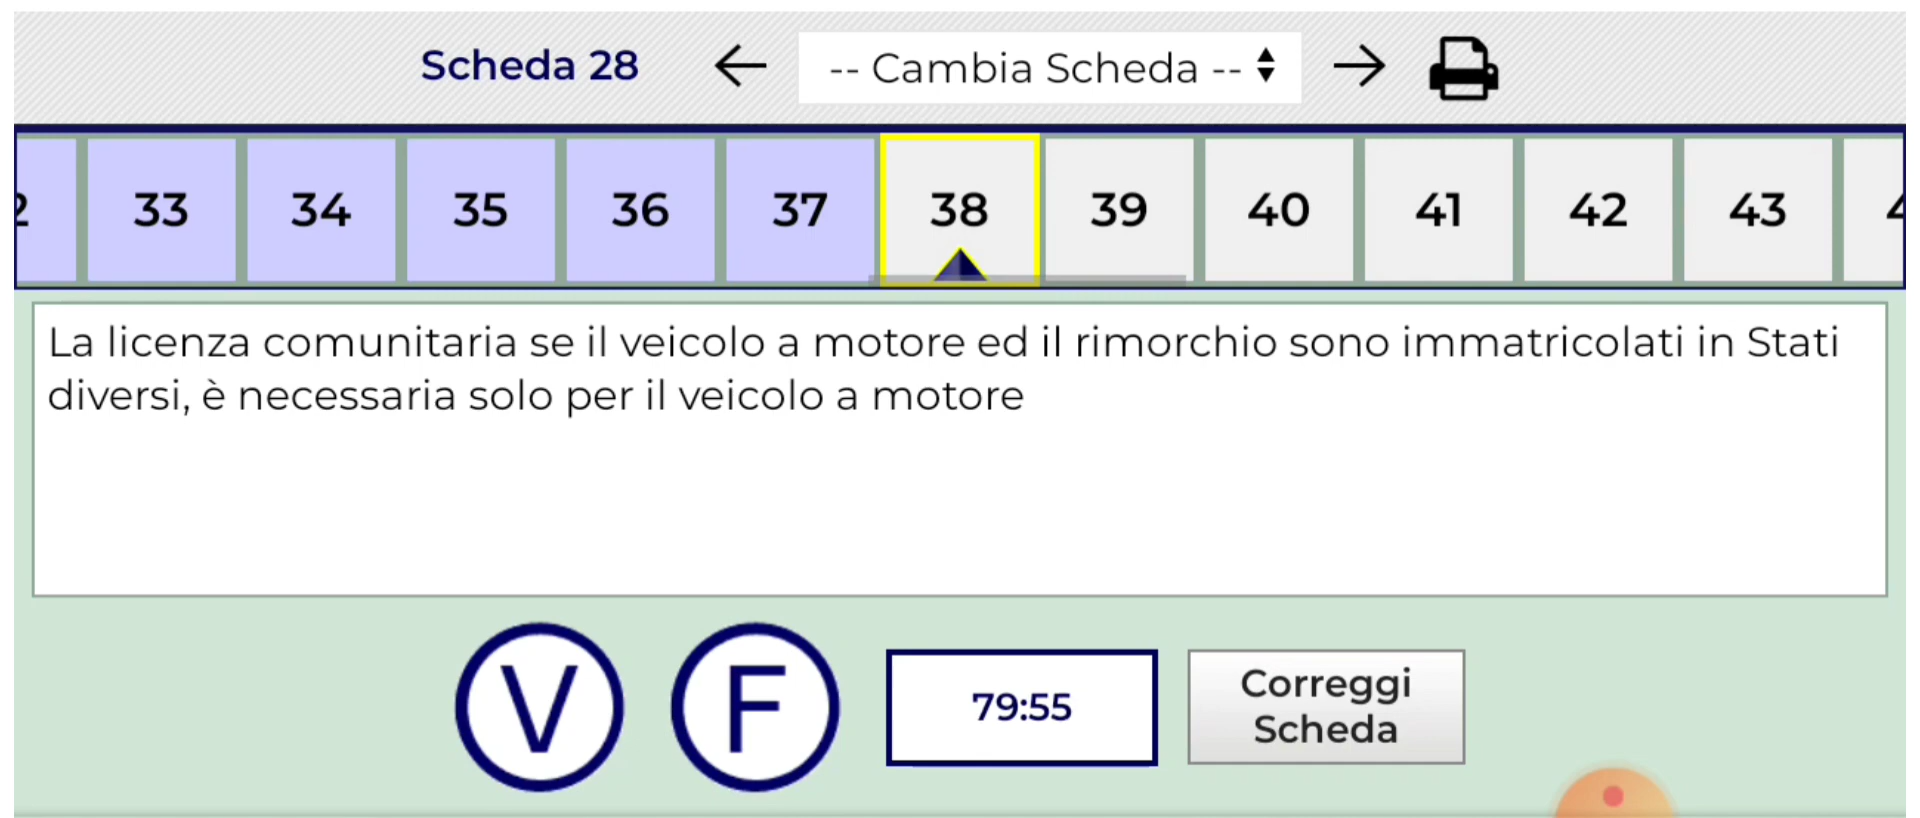 Scheda 28
-- Cambia Scheda --
2 33 34 35 36 37 38 39 40 41 42 43 4
La licenza comunitaria se il veicolo a motore ed il rimorchio sono immatricolati in Stati
diversi, è necessaria solo per il veicolo a motore
V F 79:55
Correggi
Scheda